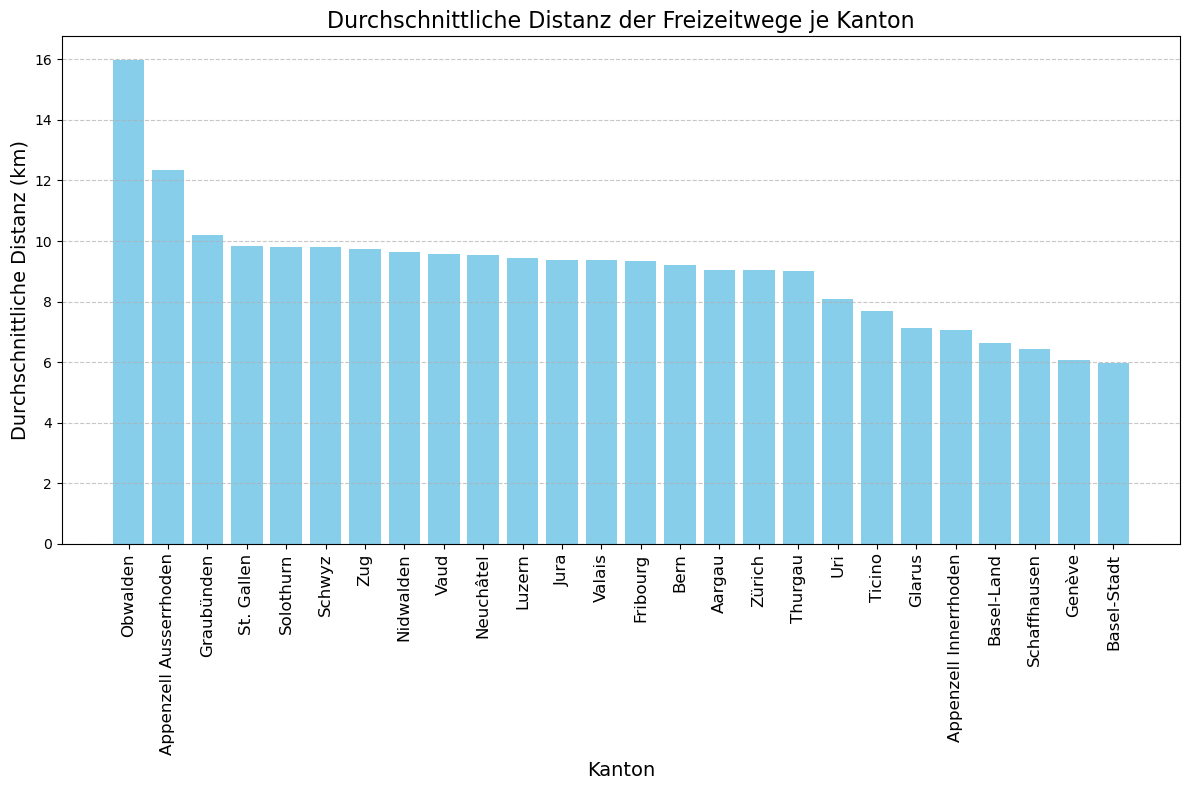 Durchschnittliche Distanz der Freizeitwege je Kanton
Durchschnittliche Distanz (km)
16
14
12
10
8
6
4
2
0
Obwalden
Appenzell Ausserrhoden
Graubünden
St. Gallen
Solothurn
Schwyz
Zug
Nidwalden
Vaud
Neuchâtel
Luzern
Jura
Valais
Fribourg
Bern
Aargau
Zürich
Thurgau
Uri
Ticino
Glarus
Appenzell Innerrhoden
Basel-Land
Schaffhausen
Genève
Basel-Stadt
Kanton